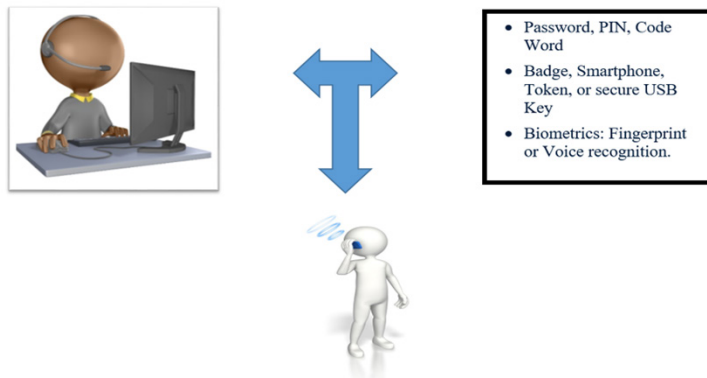 • Password, PIN, Code
Word
• Badge, Smartphone,
Token, or secure USB
Key
• Biometrics: Fingerprint
or Voice recognition.